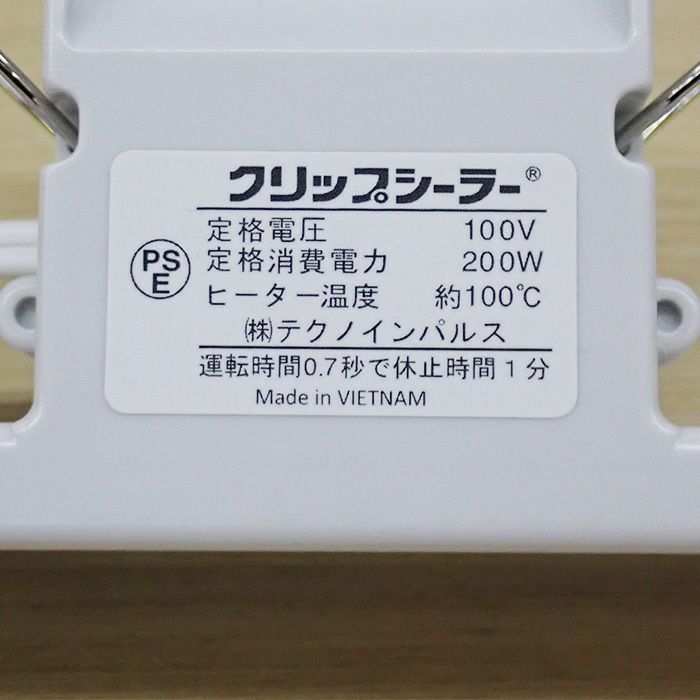 クリップシーラー®
定格電圧 100V
PS
E
定格消費電力 200W
ヒーター温度 約100℃
㈱テクノインパルス
運転時間0.7秒で休止時間1分
Made in VIETNAM